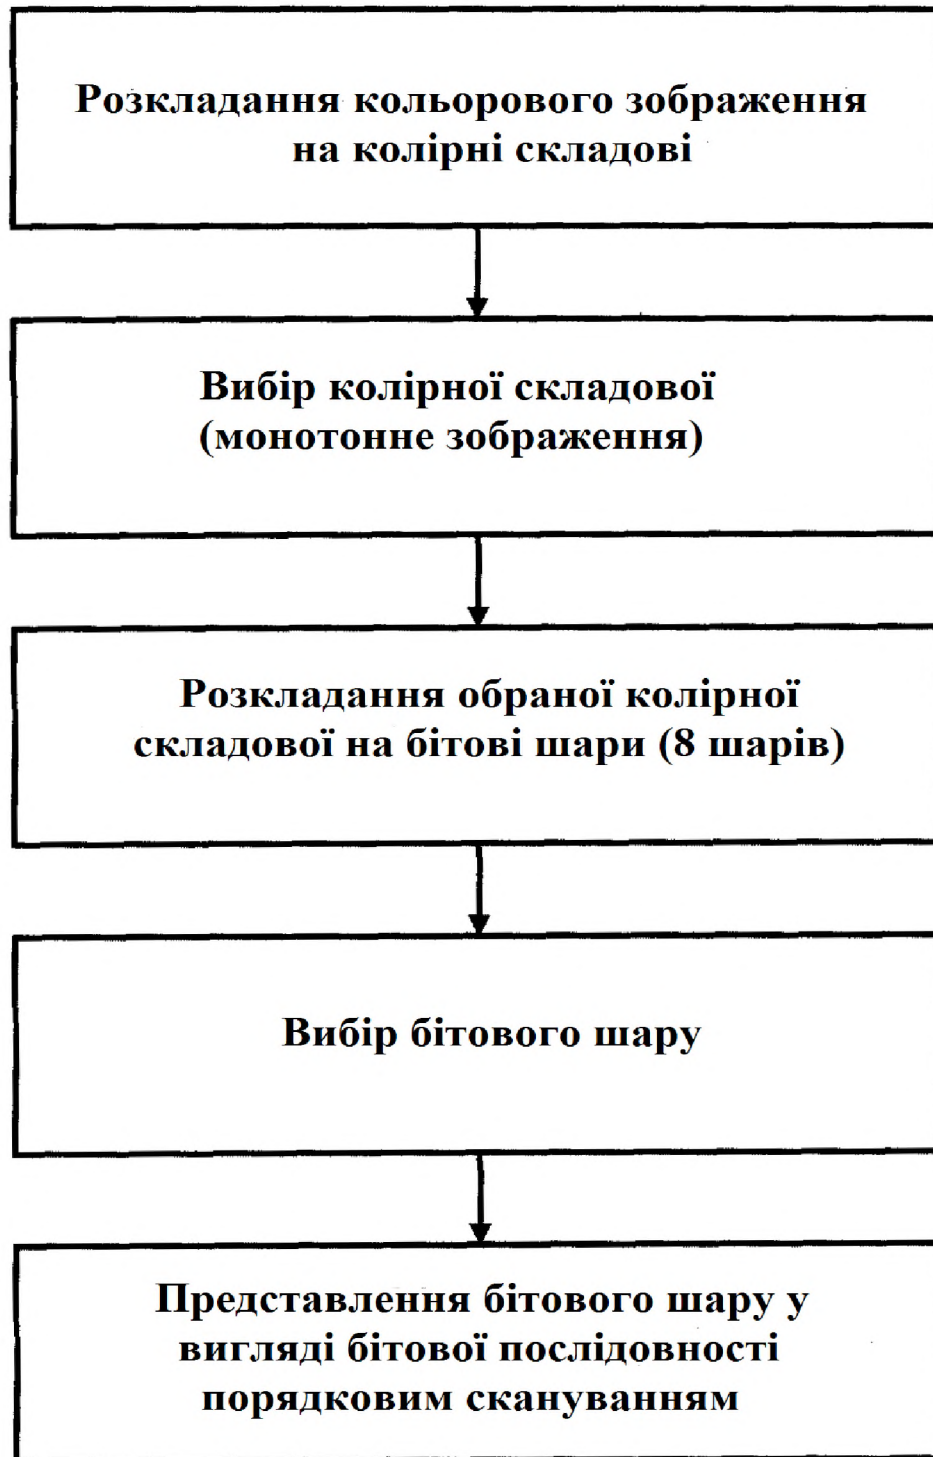 Розкладання кольорового зображення
на колірні складові
Вибір колірної складової
(монотонне зображення)
Розкладання обраної колірної
складової на бітові шари (8 шарів)
Вибір бітового шару
Представлення бітового шару у
вигляді бітової послідовності
порядковим скануванням